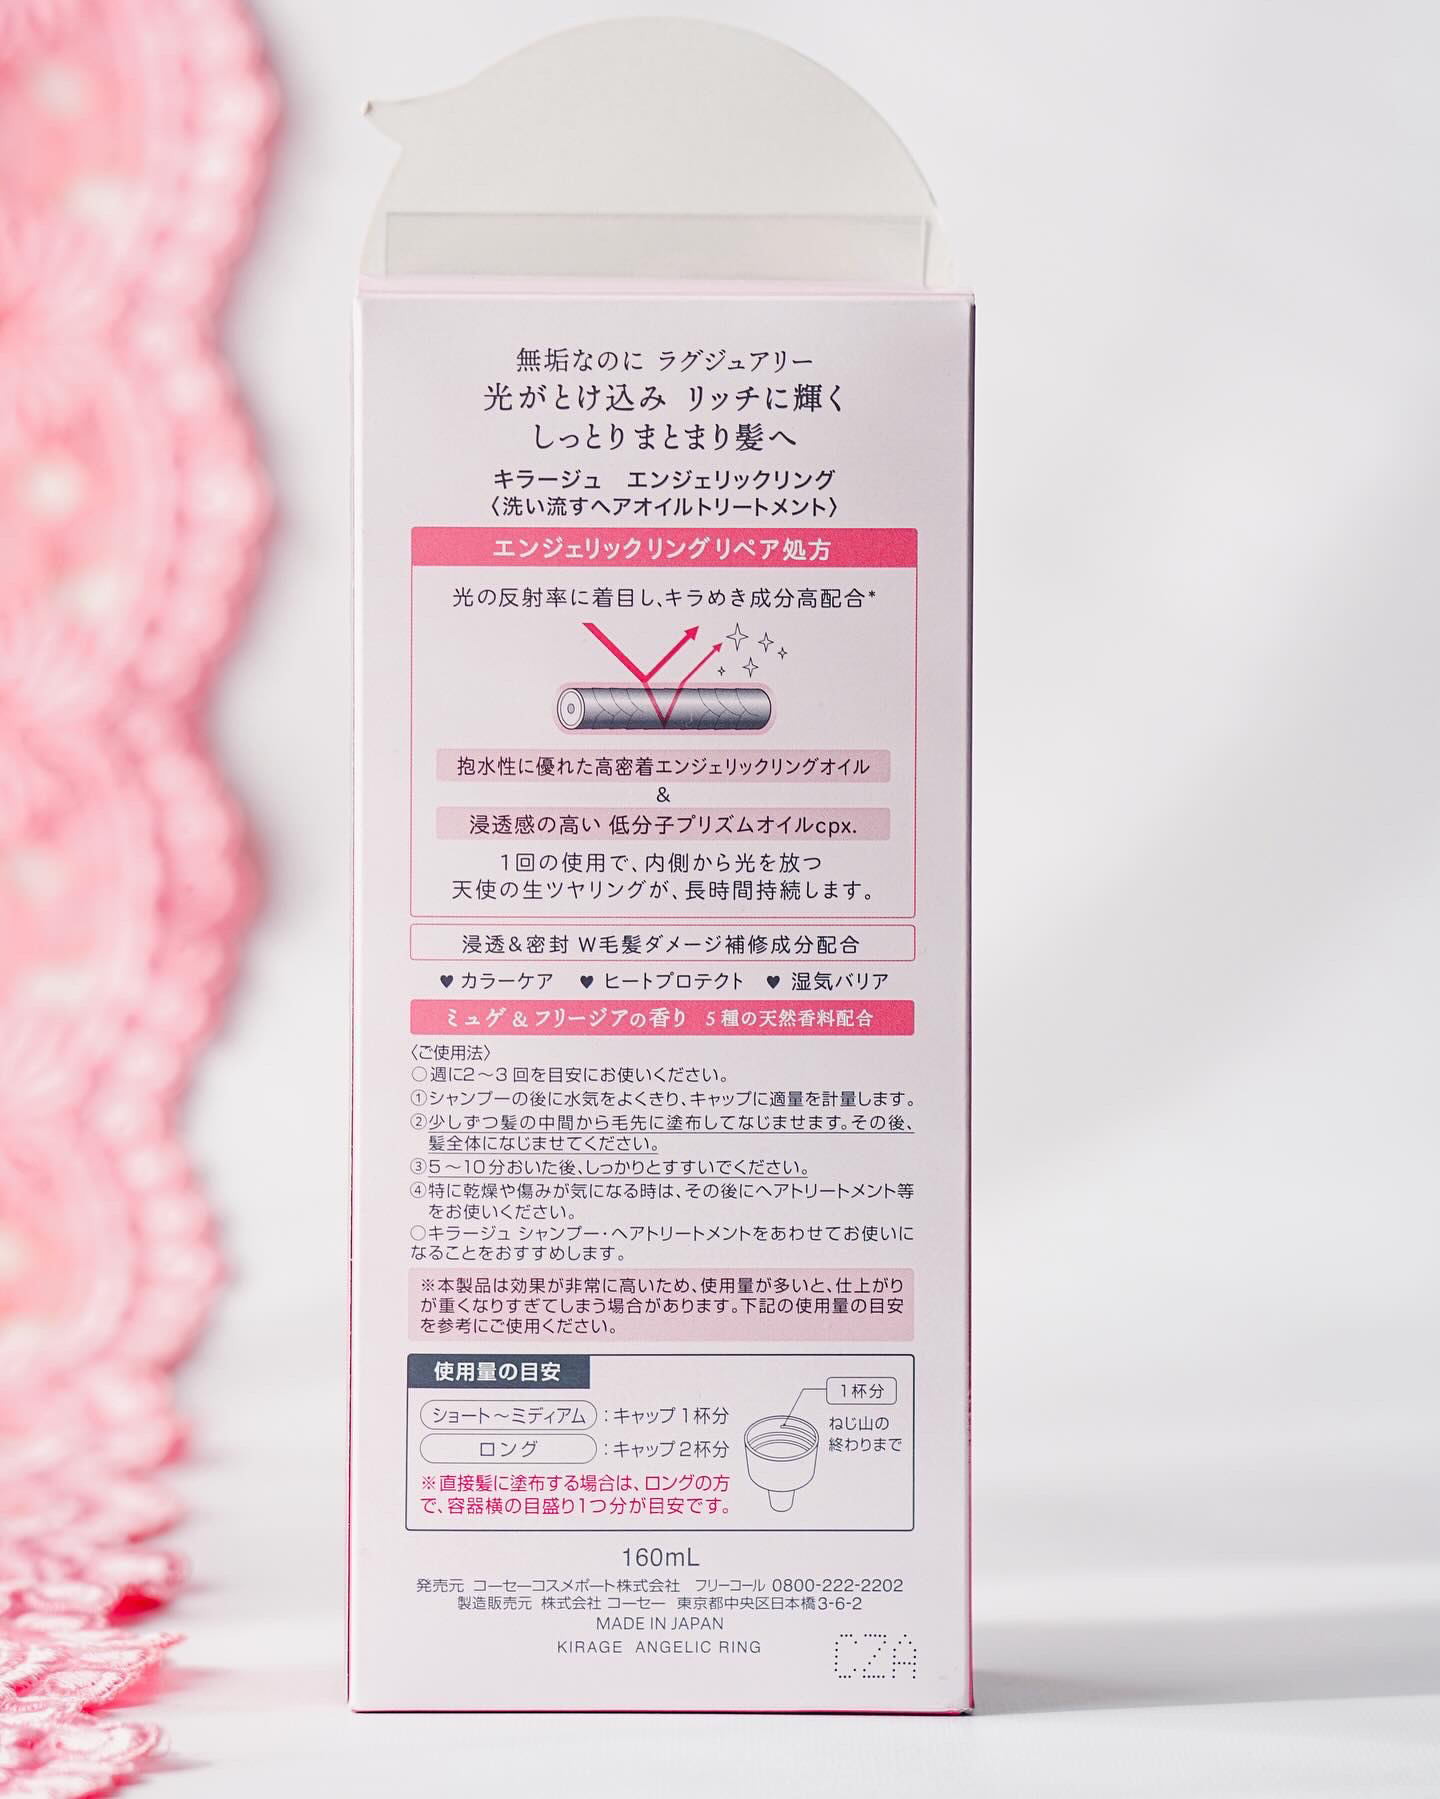 無垢なのに ラグジュアリー
光がとけ込み リッチに輝く
しっとりまとまり髪へ
キラージュ エンジェリックリング
〈洗い流すヘアオイルトリートメント〉
エンジェリックリングリペア処方
光の反射率に着目し、キラめき成分高配合*
抱水性に優れた高密着エンジェリックリングオイル
&
浸透感の高い 低分子プリズムオイルcpx.
1回の使用で、内側から光を放つ
天使の生ツヤリングが、長時間持続します。
浸透&密封 W毛髪ダメージ補修成分配合
♥ カラーケア ♥ ヒートプロテクト ♥ 湿気バリア
ミュゲ & フリージアの香り 5種の天然香料配合
〈ご使用法〉
○週に2〜3回を目安にお使いください。
①シャンプーの後に水気をよくきり、キャップに適量を計量します。
②少しずつ髪の中間から毛先に塗布してなじませます。その後、
髪全体になじませてください。
③5〜10分おいた後、しっかりとすすいでください。
④特に乾燥や傷みが気になる時は、その後にヘアトリートメント等
をお使いください。
○キラージュ シャンプー・ヘアトリートメントをあわせてお使いに
なることをおすすめします。
※本製品は効果が非常に高いため、使用量が多いと、仕上がり
が重くなりすぎてしまう場合があります。下記の使用量の目安
を参考にご使用ください。
使用量の目安
ショート〜ミディアム：キャップ1杯分
ロング：キャップ2杯分
※直接髪に塗布する場合は、ロングの方
で、容器横の目盛り1つ分が目安です。
1杯分
ねじ山の
終わりまで
160mL
発売元 コーセーコスメポート株式会社 フリーコール 0800-222-2202
製造販売元 株式会社 コーセー 東京都中央区日本橋3-6-2
MADE IN JAPAN
KIRAGE ANGELIC RING
CZA